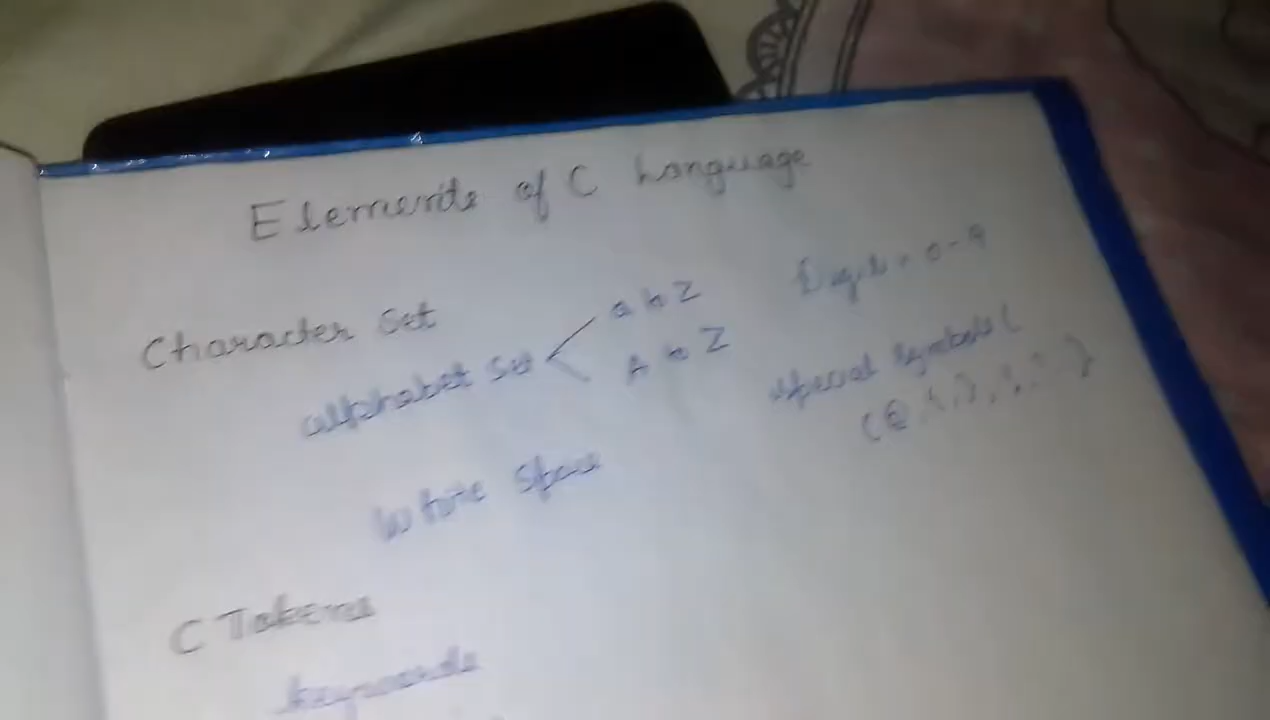 Elements of C Language
Character Set
alphabet set
a to Z
A to Z
Digits = 0-9
special symbols (
White Space
C Tokens
keywords